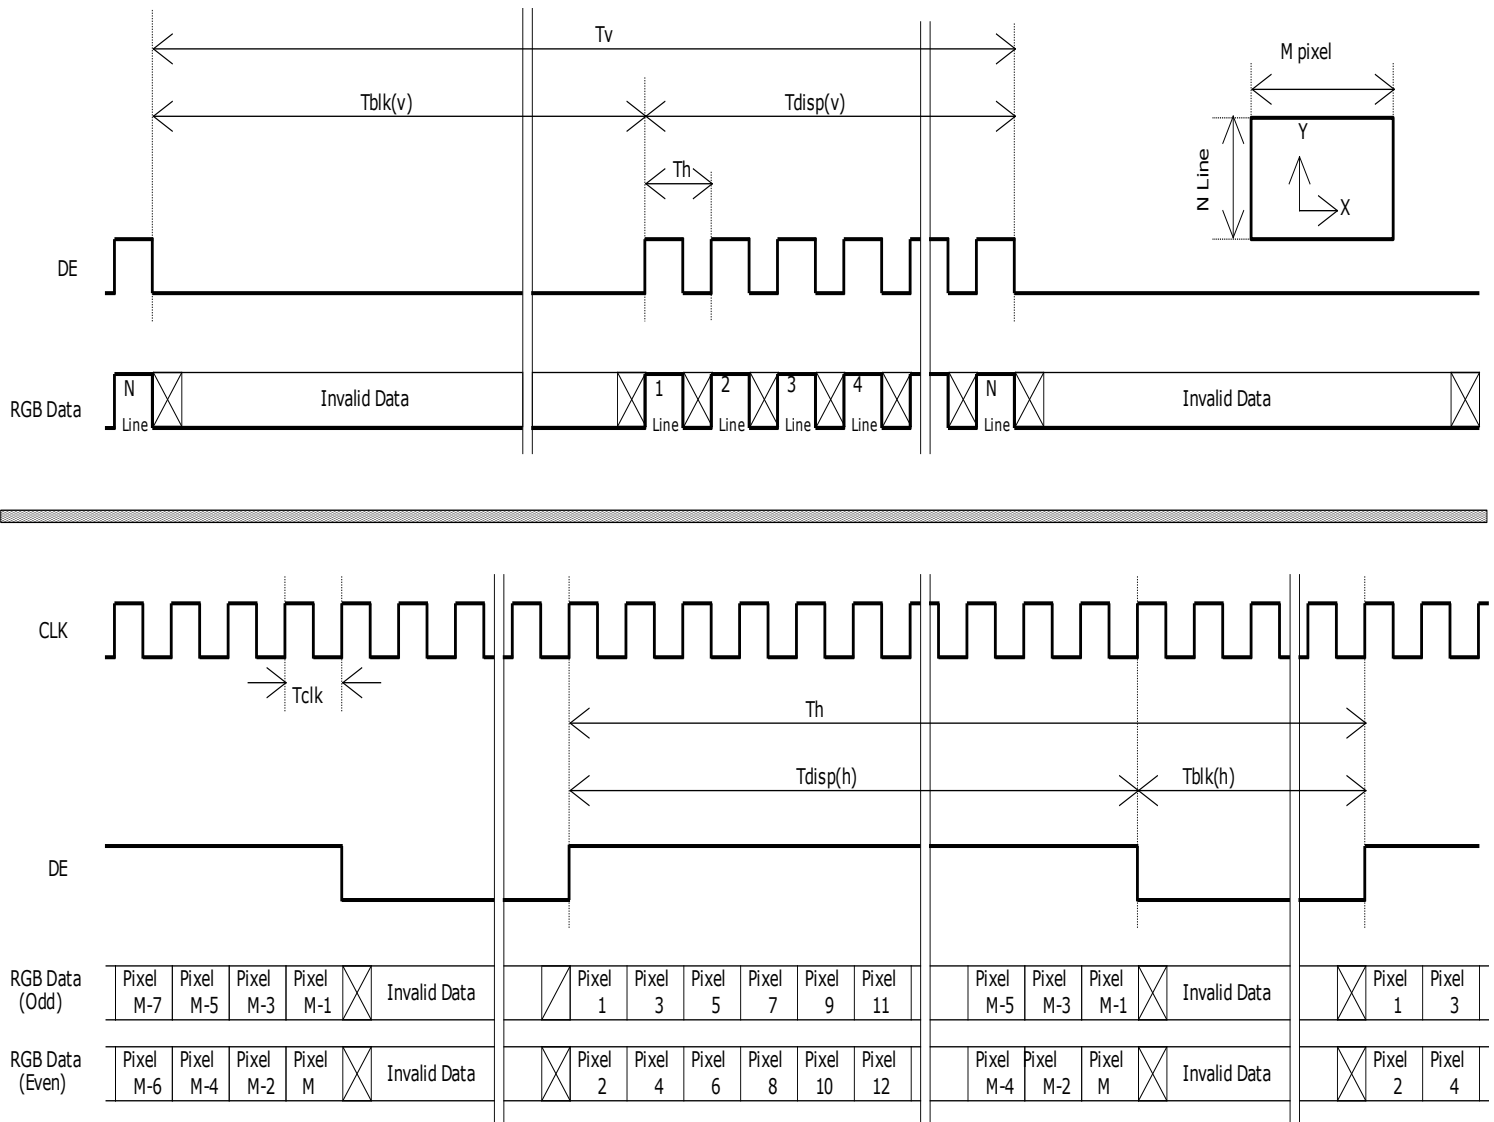 Tv
M pixel
Tblk(v) Tdisp(v)
Th
N Line
Y
X
DE
RGB Data
N Line Invalid Data 1 Line 2 Line 3 Line 4 Line N Line Invalid Data
CLK
Tclk
Th
Tdisp(h) Tblk(h)
DE
RGB Data
(Odd)
Pixel M-7 Pixel M-5 Pixel M-3 Pixel M-1 Invalid Data Pixel 1 Pixel 3 Pixel 5 Pixel 7 Pixel 9 Pixel 11 Pixel M-5 Pixel M-3 Pixel M-1 Invalid Data Pixel 1 Pixel 3
RGB Data
(Even)
Pixel M-6 Pixel M-4 Pixel M-2 Pixel M Invalid Data Pixel 2 Pixel 4 Pixel 6 Pixel 8 Pixel 10 Pixel 12 Pixel M-4 Pixel M-2 Pixel M Invalid Data Pixel 2 Pixel 4